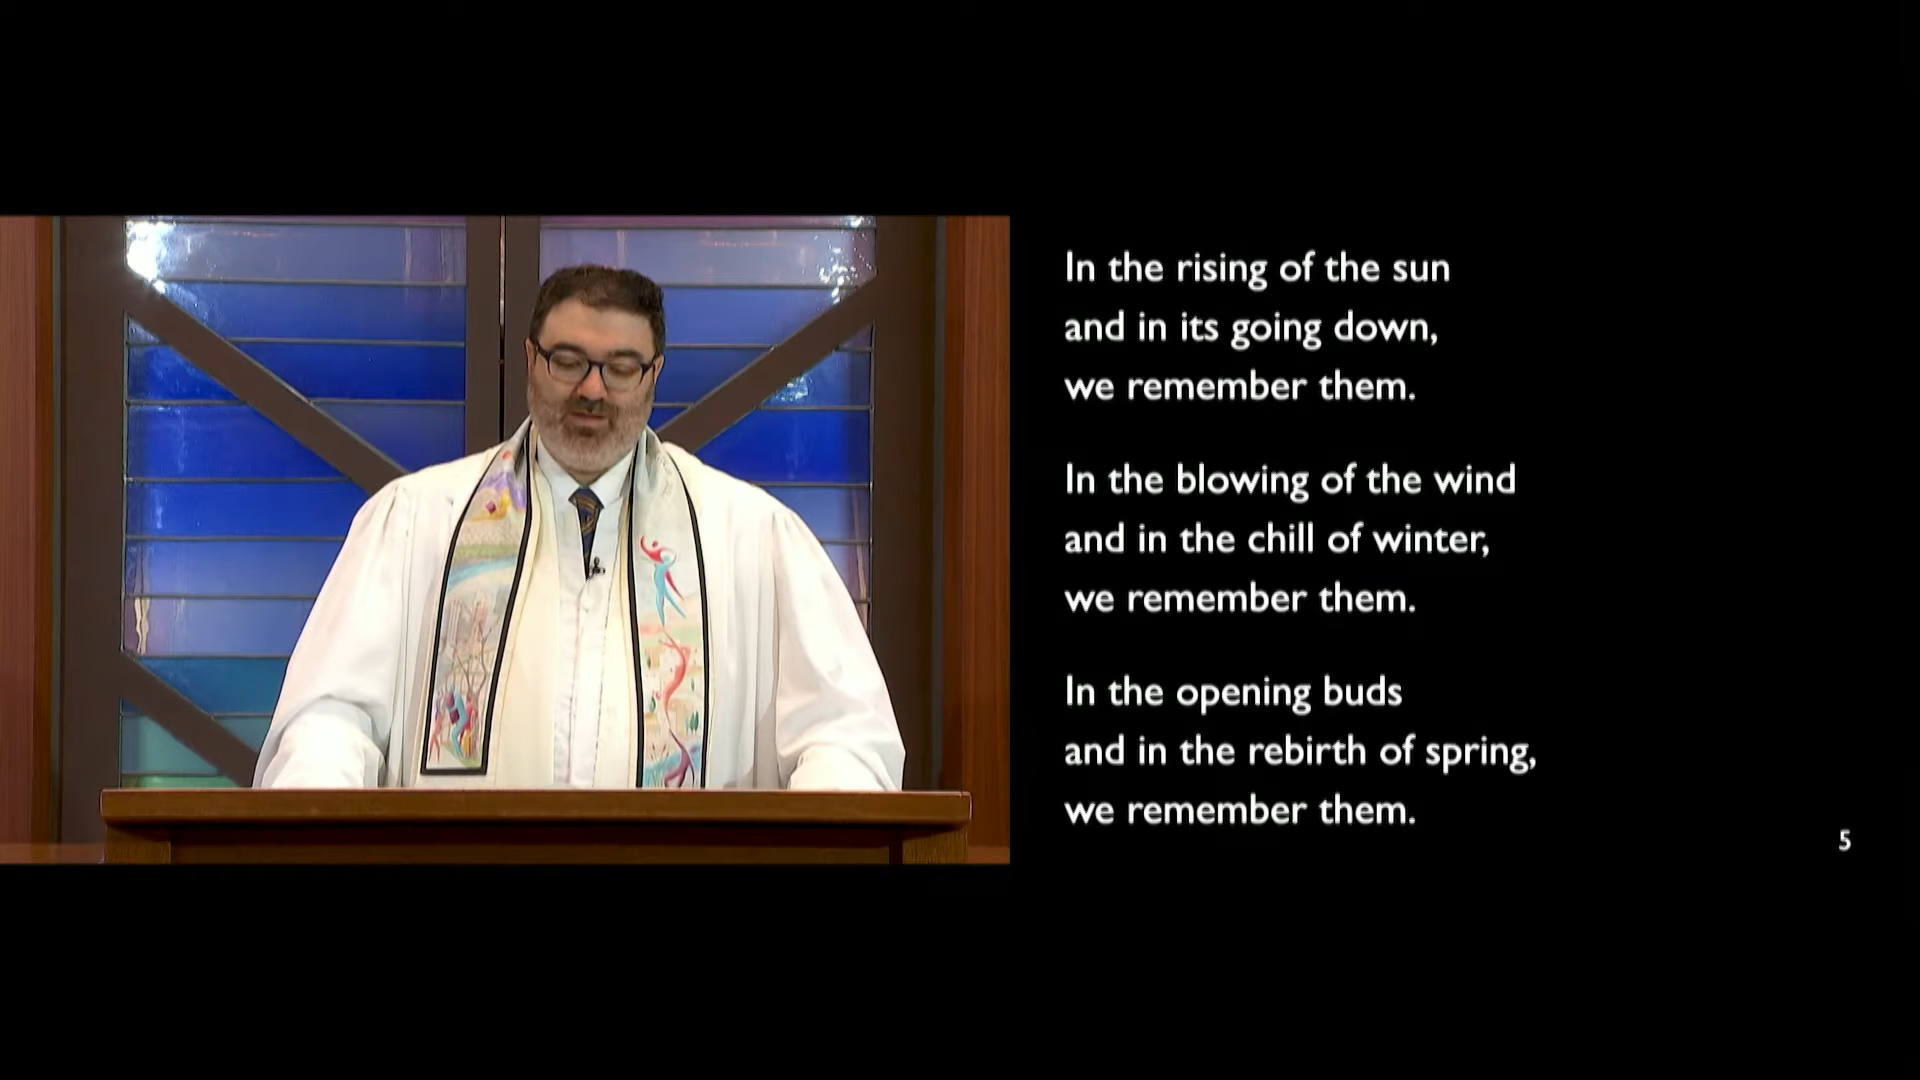 In the rising of the sun
and in its going down,
we remember them.
In the blowing of the wind
and in the chill of winter,
we remember them.
In the opening buds
and in the rebirth of spring,
we remember them.
5